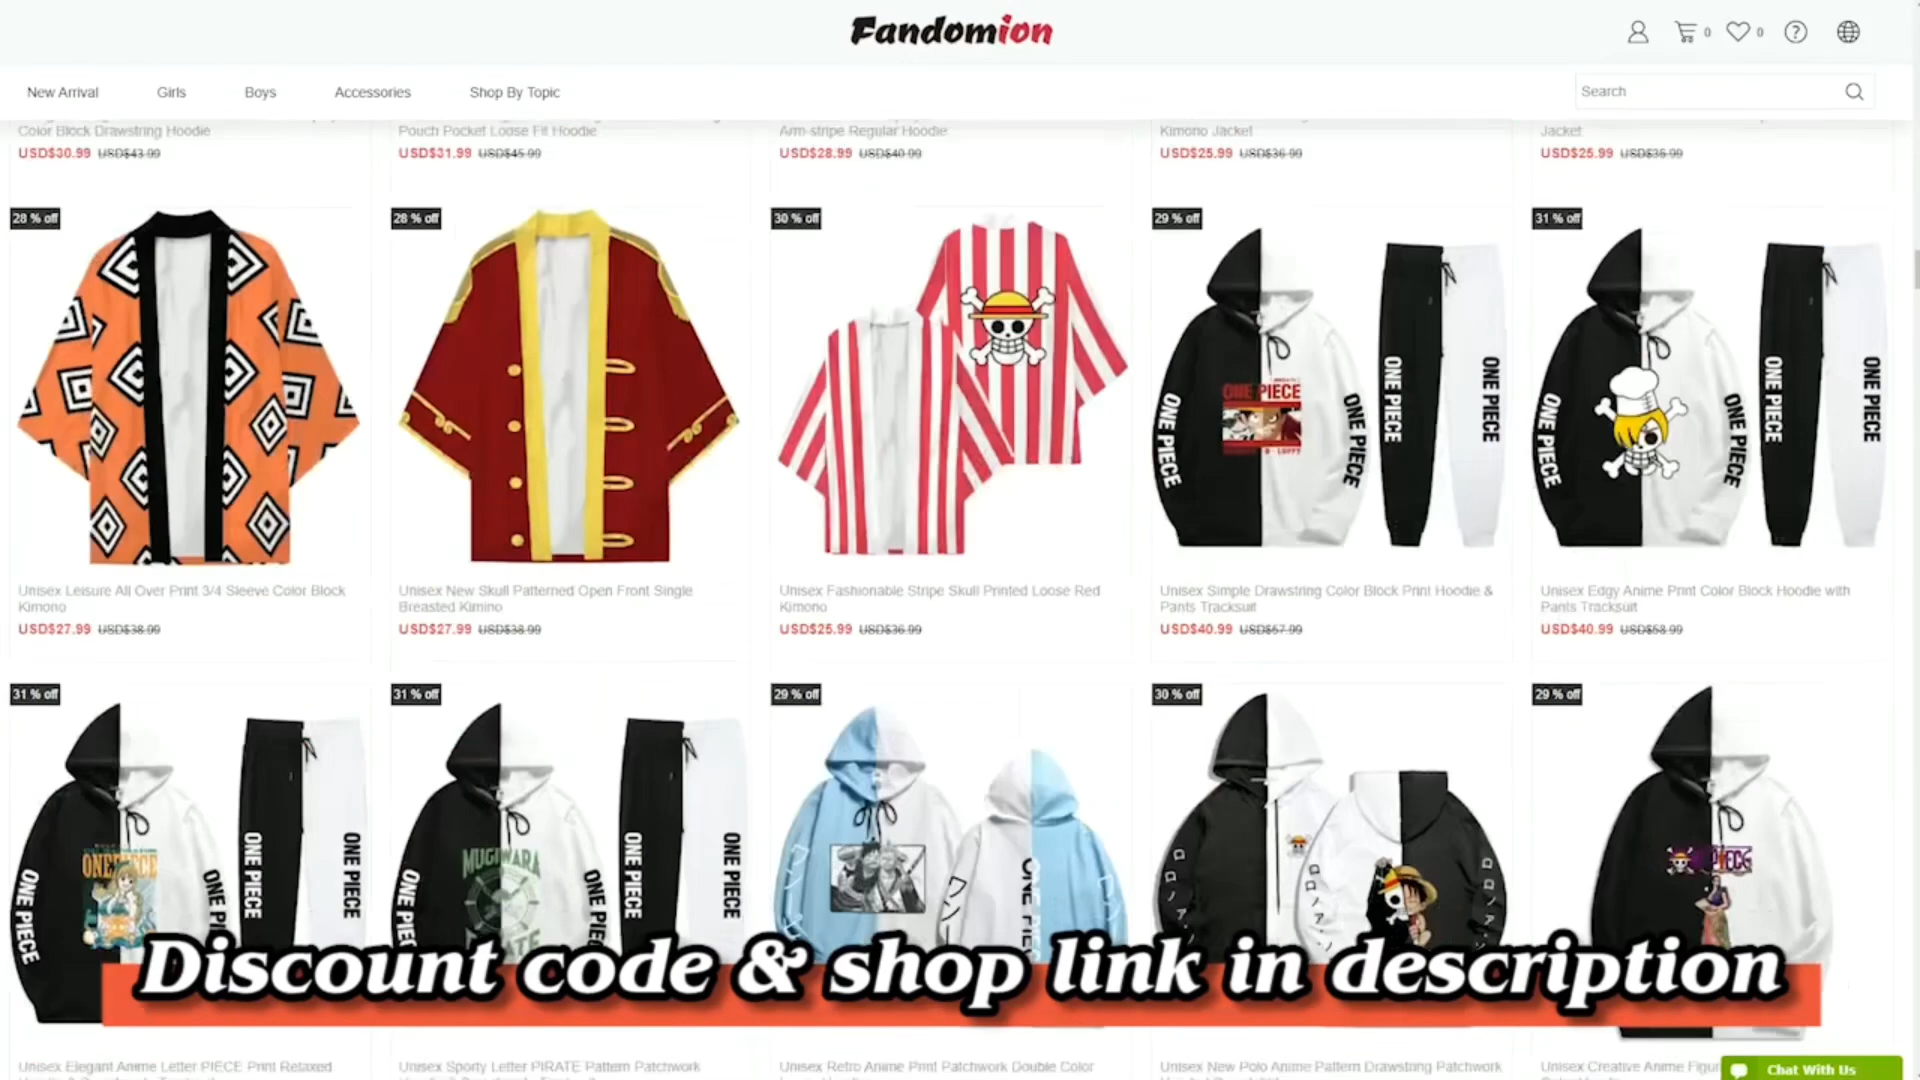 Fandomion
0
0
?
New Arrival
Girls
Boys
Accessories
Shop By Topic
Search
Color Block Drawstring Hoodie
USD$30.99 USD$43.99
Pouch Pocket Loose Fit Hoodie
USD$31.99 USD$45.99
Arm-stripe Regular Hoodie
USD$28.99 USD$40.99
Kimono Jacket
USD$25.99 USD$36.99
Jacket
USD$25.99 USD$35.99
28 % off
28 % off
30 % off
29 % off
31 % off
ONE PIECE
ONE PIECE
ONE PIECE
ONE PIECE
ONE PIECE
ONE PIECE
ONE PIECE
ONE PIECE
ONE PIECE
Unisex Leisure All Over Print 3/4 Sleeve Color Block
Kimono
USD$27.99 USD$38.99
Unisex New Skull Patterned Open Front Single
Breasted Kimino
USD$27.99 USD$38.99
Unisex Fashionable Stripe Skull Printed Loose Red
Kimono
USD$25.99 USD$36.99
Unisex Simple Drawstring Color Block Print Hoodie &
Pants Tracksuit
USD$40.99 USD$57.99
Unisex Edgy Anime Print Color Block Hoodie with
Pants Tracksuit
USD$40.99 USD$58.99
31 % off
31 % off
29 % off
30 % off
29 % off
ONE PIECE
ONE PIECE
ONE PIECE
ONE PIECE
MUGIWARA
ONE PIECE
ONE PIECE
Discount code & shop link in description
Unisex Elegant Anime Letter PIECE Print Relaxed
Unisex Sporty Letter PIRATE Pattern Patchwork
Unisex Retro Anime Print Patchwork Double Color
Unisex New Polo Anime Pattern Drawstring Patchwork
Unisex Creative Anime
Chat With Us